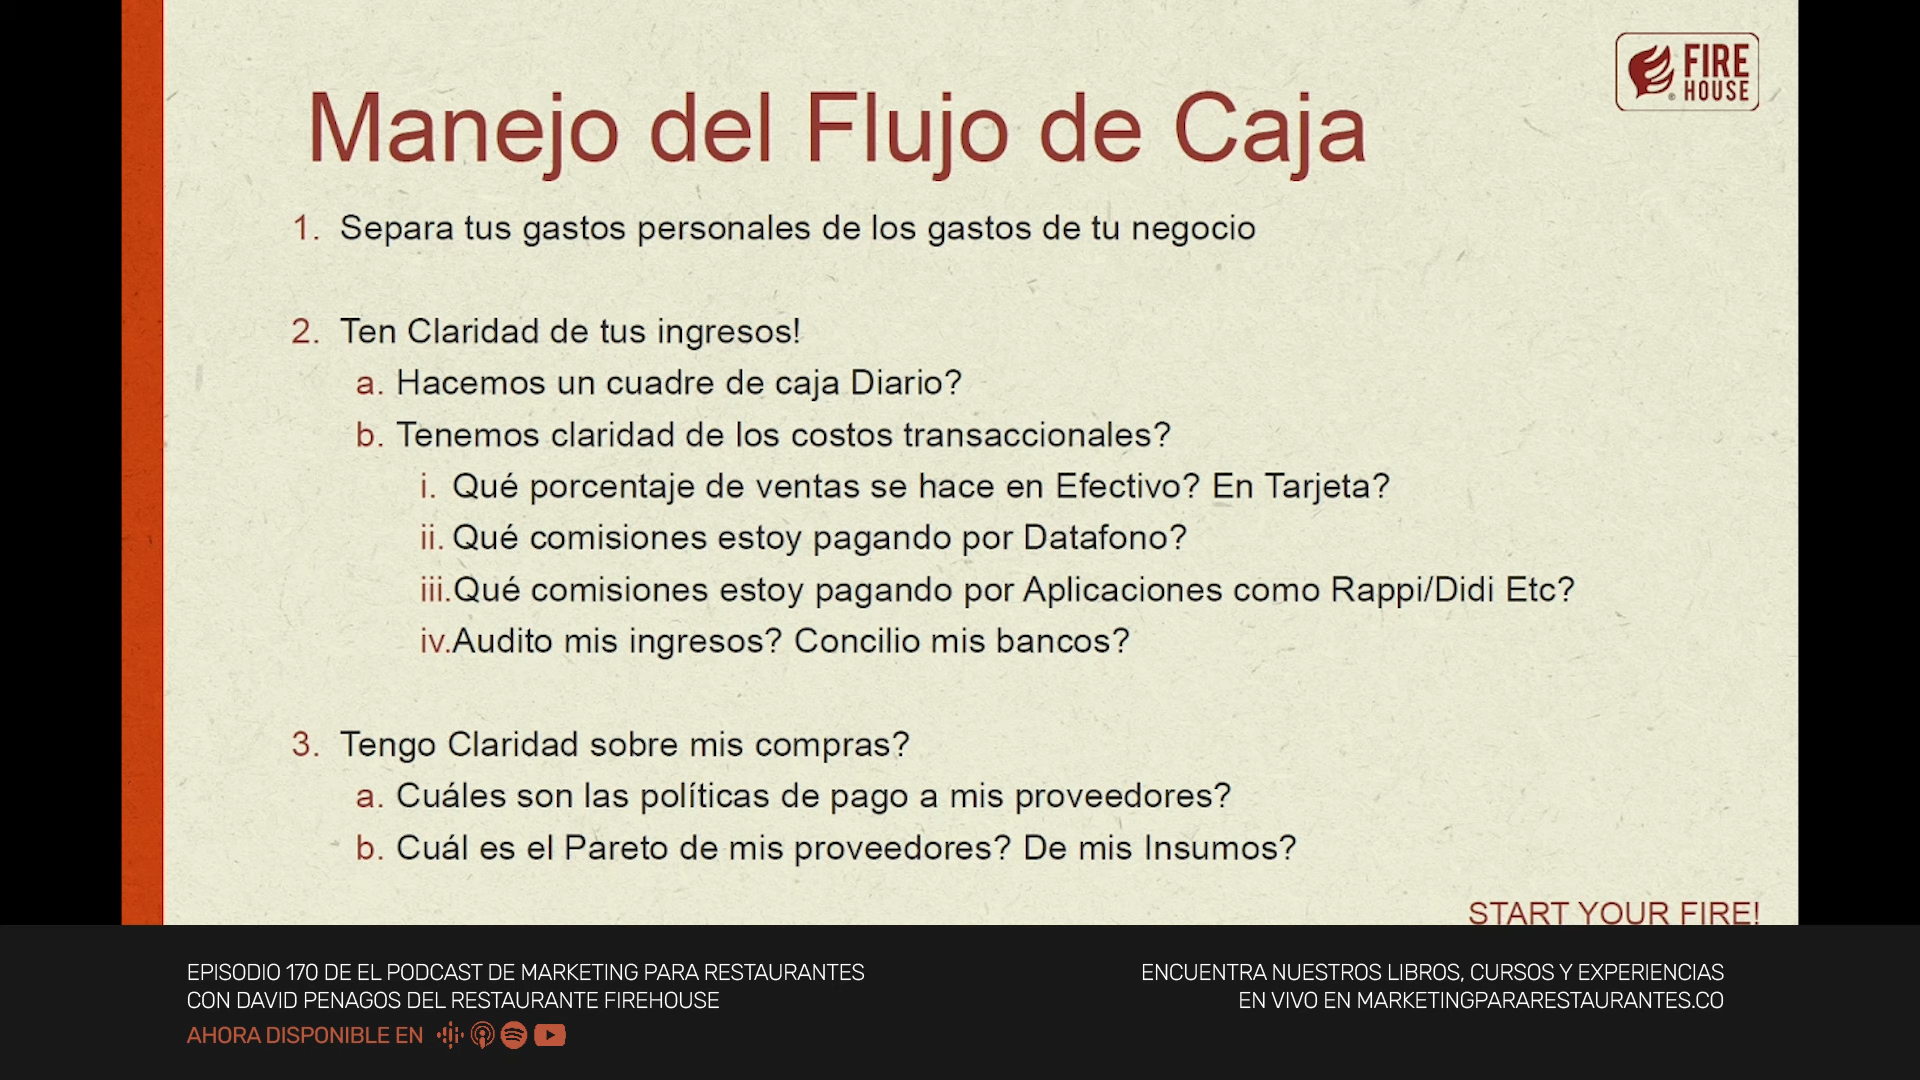 FIRE
HOUSE
Manejo del Flujo de Caja
1. Separa tus gastos personales de los gastos de tu negocio
2. Ten Claridad de tus ingresos!
a. Hacemos un cuadre de caja Diario?
b. Tenemos claridad de los costos transaccionales?
i. Qué porcentaje de ventas se hace en Efectivo? En Tarjeta?
ii. Qué comisiones estoy pagando por Datafono?
iii.Qué comisiones estoy pagando por Aplicaciones como Rappi/Didi Etc?
iv.Audito mis ingresos? Concilio mis bancos?
3. Tengo Claridad sobre mis compras?
a. Cuáles son las políticas de pago a mis proveedores?
b. Cuál es el Pareto de mis proveedores? De mis Insumos?
START YOUR FIRE!
EPISODIO 170 DE EL PODCAST DE MARKETING PARA RESTAURANTES
CON DAVID PENAGOS DEL RESTAURANTE FIREHOUSE
AHORA DISPONIBLE EN
ENCUENTRA NUESTROS LIBROS, CURSOS Y EXPERIENCIAS
EN VIVO EN MARKETINGPARARESTAURANTES.CO